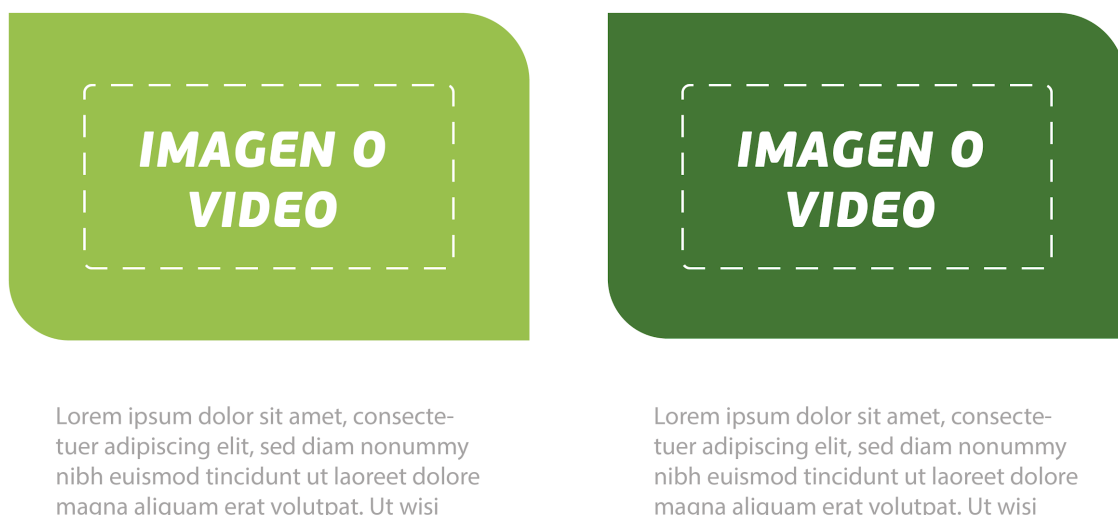 IMAGEN O
VIDEO
Lorem ipsum dolor sit amet, consecte-
tuer adipiscing elit, sed diam nonummy
nibh euismod tincidunt ut laoreet dolore
magna aliquam erat volutpat. Ut wisi
IMAGEN O
VIDEO
Lorem ipsum dolor sit amet, consecte-
tuer adipiscing elit, sed diam nonummy
nibh euismod tincidunt ut laoreet dolore
magna aliquam erat volutpat. Ut wisi